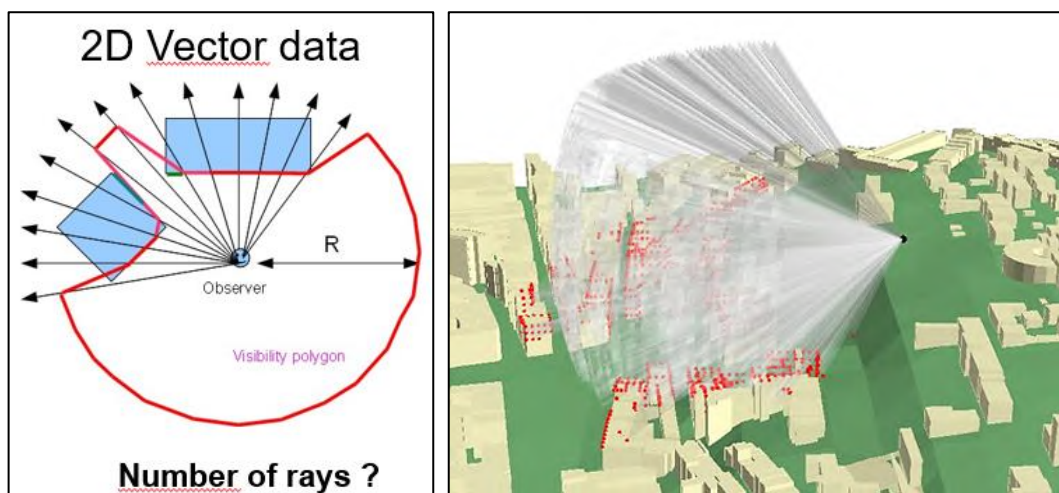 2D Vector data
R
Observer
Visibility polygon
Number of rays ?